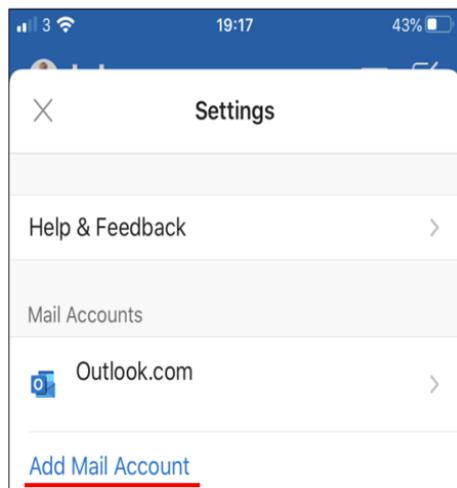 3 19:17 43%
Settings
Help & Feedback
Mail Accounts
Outlook.com
Add Mail Account